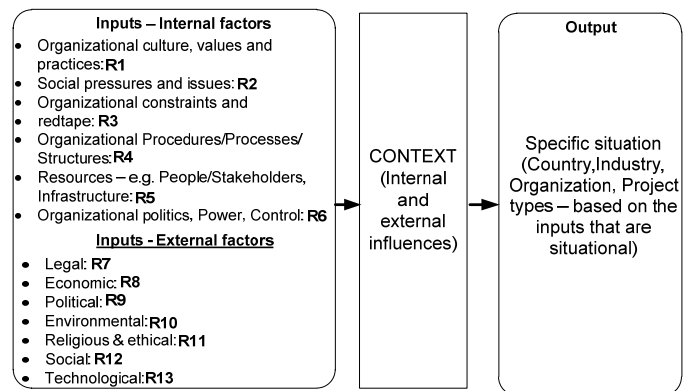 Inputs – Internal factors
• Organizational culture, values and
practices: R1
• Social pressures and issues: R2
• Organizational constraints and
• redtape: R3
• Organizational Procedures/Processes/
Structures: R4
• Resources – e.g. People/Stakeholders,
Infrastructure: R5
• Organizational politics, Power, Control: R6
Inputs - External factors
• Legal: R7
• Economic: R8
• Political: R9
• Environmental: R10
• Religious & ethical: R11
• Social: R12
• Technological: R13
CONTEXT
(Internal
and
external
influences)
Output
Specific situation
(Country,Industry,
Organization, Project
types – based on the
inputs that are
situational)